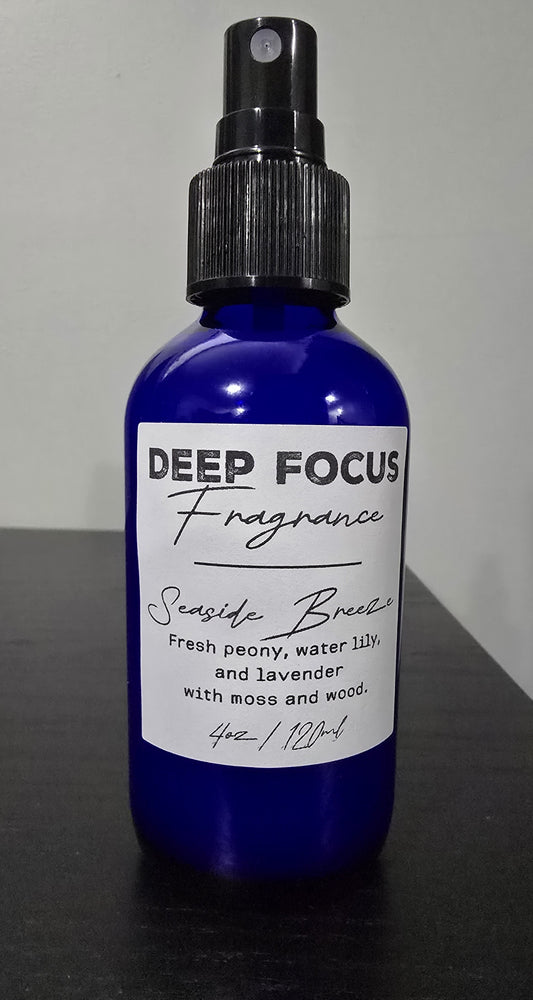 DEEP FOCUS
Fragrance
Seaside Breeze
Fresh peony, water lily,
and lavender
with moss and wood.
4oz / 120ml